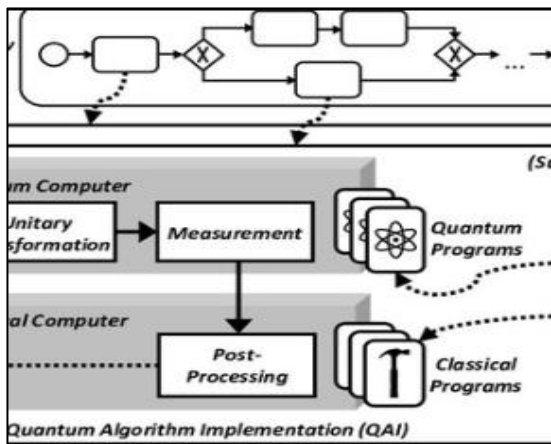 X
X
...
(Su
um Computer
Unitary
sformation
Measurement
Quantum
Programs
al Computer
Post-
Processing
Classical
Programs
Quantum Algorithm Implementation (QAI)